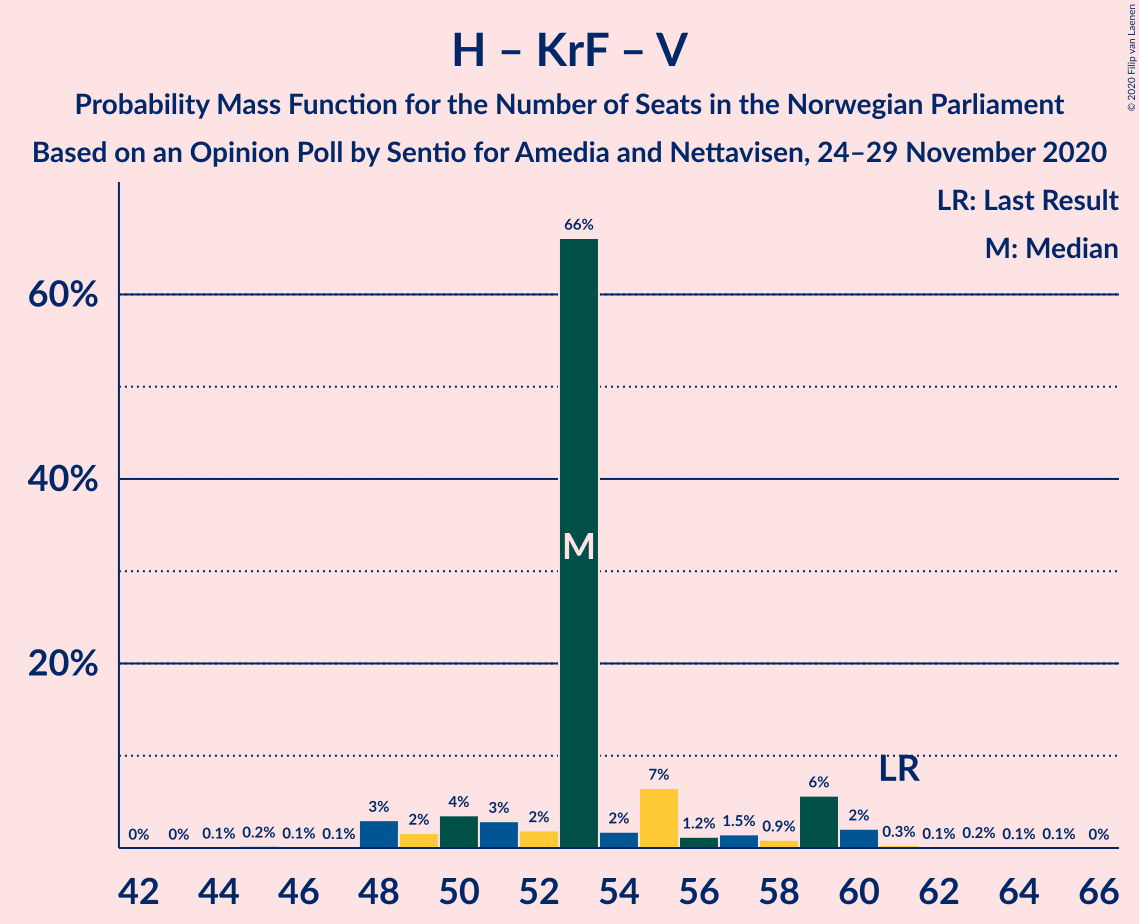 H – KrF – V
Probability Mass Function for the Number of Seats in the Norwegian Parliament
Based on an Opinion Poll by Sentio for Amedia and Nettavisen, 24–29 November 2020
© 2020 Filip van Laenen
LR: Last Result
M: Median
60%
40%
20%
0% 0% 0.1% 0.2% 0.1% 0.1% 3% 2% 4% 3% 2% 66% 2% 7% 1.2% 1.5% 0.9% 6% 2% 0.3% 0.1% 0.2% 0.1% 0.1% 0%
M
LR
42 44 46 48 50 52 54 56 58 60 62 64 66